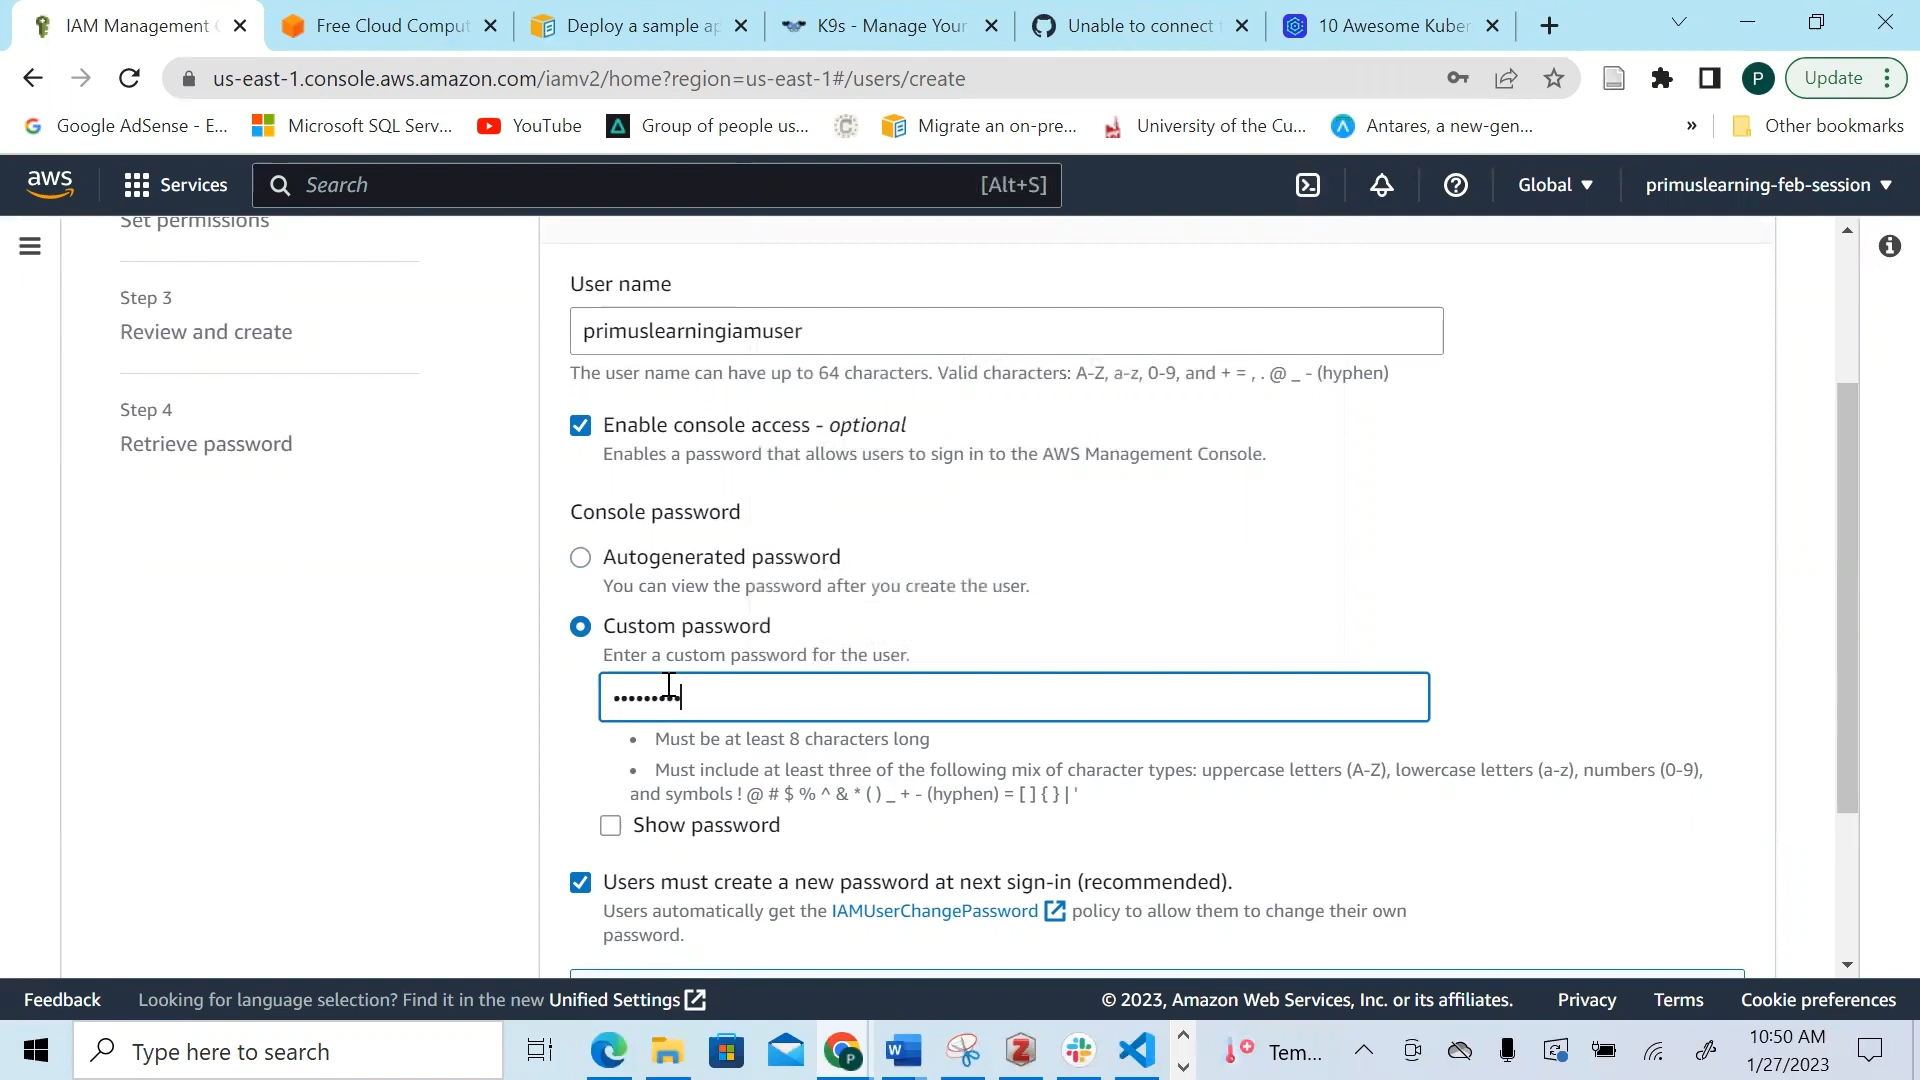 IAM Management
Free Cloud Comput
Deploy a sample ap
K9s - Manage Your
Unable to connect
10 Awesome Kuber
us-east-1.console.aws.amazon.com/iamv2/home?region=us-east-1#/users/create
P
Update
Google AdSense - E...
Microsoft SQL Serv...
YouTube
Group of people us...
Migrate an on-pre...
University of the Cu...
Antares, a new-gen...
»
Other bookmarks
aws
Services
Search
[Alt+S]
Global
primuslearning-feb-session
Set permissions
Step 3
Review and create
Step 4
Retrieve password
User name
primuslearningiamuser
The user name can have up to 64 characters. Valid characters: A-Z, a-z, 0-9, and + = , . @ _ - (hyphen)
Enable console access - optional
Enables a password that allows users to sign in to the AWS Management Console.
Console password
Autogenerated password
You can view the password after you create the user.
Custom password
Enter a custom password for the user.
•••••••••
• Must be at least 8 characters long
• Must include at least three of the following mix of character types: uppercase letters (A-Z), lowercase letters (a-z), numbers (0-9),
and symbols ! @ # $ % ^ & * ( ) _ + - (hyphen) = [ ] { } | '
Show password
Users must create a new password at next sign-in (recommended).
Users automatically get the IAMUserChangePassword policy to allow them to change their own
password.
Feedback
Looking for language selection? Find it in the new Unified Settings
© 2023, Amazon Web Services, Inc. or its affiliates.
Privacy
Terms
Cookie preferences
Type here to search
Tem...
10:50 AM
1/27/2023